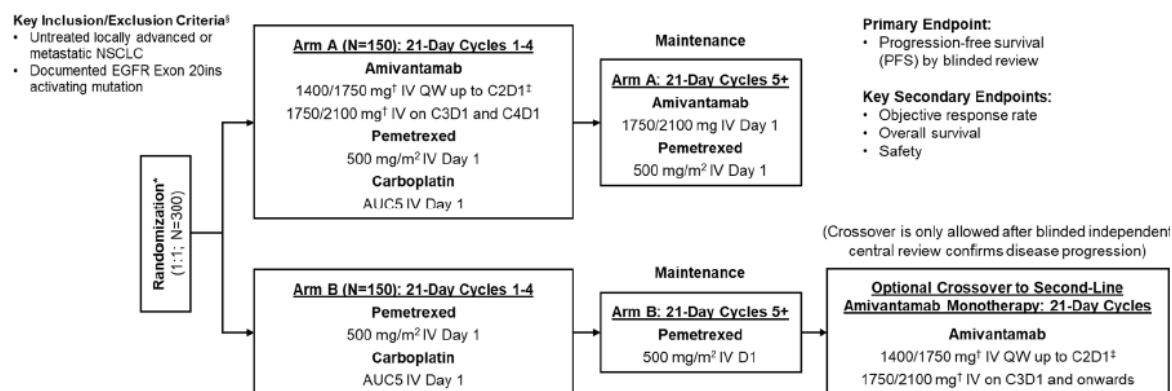 Key Inclusion/Exclusion Criteria§
• Untreated locally advanced or
metastatic NSCLC
• Documented EGFR Exon 20ins
activating mutation
Randomization*
(1:1; N=300)
Arm A (N=150): 21-Day Cycles 1-4
Amivantamab
1400/1750 mg† IV QW up to C2D1‡
1750/2100 mg† IV on C3D1 and C4D1
Pemetrexed
500 mg/m² IV Day 1
Carboplatin
AUC5 IV Day 1
Maintenance
Arm A: 21-Day Cycles 5+
Amivantamab
1750/2100 mg IV Day 1
Pemetrexed
500 mg/m² IV Day 1
Primary Endpoint:
• Progression-free survival
(PFS) by blinded review
Key Secondary Endpoints:
• Objective response rate
• Overall survival
• Safety
Arm B (N=150): 21-Day Cycles 1-4
Pemetrexed
500 mg/m² IV Day 1
Carboplatin
AUC5 IV Day 1
Maintenance
Arm B: 21-Day Cycles 5+
Pemetrexed
500 mg/m² IV D1
(Crossover is only allowed after blinded independent
central review confirms disease progression)
Optional Crossover to Second-Line
Amivantamab Monotherapy: 21-Day Cycles
Amivantamab
1400/1750 mg† IV QW up to C2D1‡
1750/2100 mg† IV on C3D1 and onwards